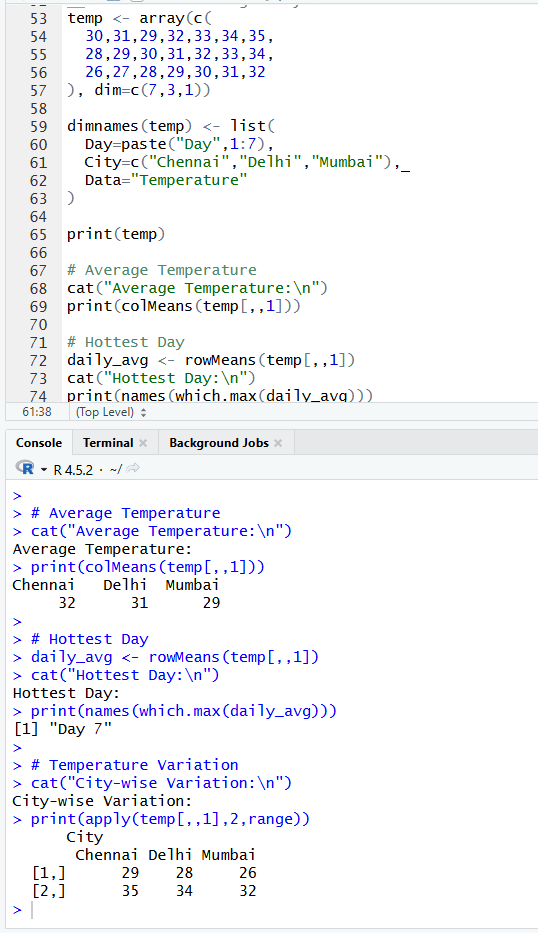 53 temp <- array(c(
54   30,31,29,32,33,34,35,
55   28,29,30,31,32,33,34,
56   26,27,28,29,30,31,32
57 ), dim=c(7,3,1))
58
59 dimnames(temp) <- list(
60   Day=paste("Day",1:7),
61   City=c("Chennai","Delhi","Mumbai"),
62   Data="Temperature"
63 )
64
65 print(temp)
66
67 # Average Temperature
68 cat("Average Temperature:\n")
69 print(colMeans(temp[,,1]))
70
71 # Hottest Day
72 daily_avg <- rowMeans(temp[,,1])
73 cat("Hottest Day:\n")
74 print(names(which.max(daily_avg)))
61:38 (Top Level)
Console Terminal Background Jobs
R R 4.5.2 · ~/
>
> # Average Temperature
> cat("Average Temperature:\n")
Average Temperature:
> print(colMeans(temp[,,1]))
Chennai   Delhi  Mumbai
     32      31      29
>
> # Hottest Day
> daily_avg <- rowMeans(temp[,,1])
> cat("Hottest Day:\n")
Hottest Day:
> print(names(which.max(daily_avg)))
[1] "Day 7"
>
> # Temperature Variation
> cat("City-wise Variation:\n")
City-wise Variation:
> print(apply(temp[,,1],2,range))
      City
       Chennai Delhi Mumbai
  [1,]      29    28     26
  [2,]      35    34     32
>